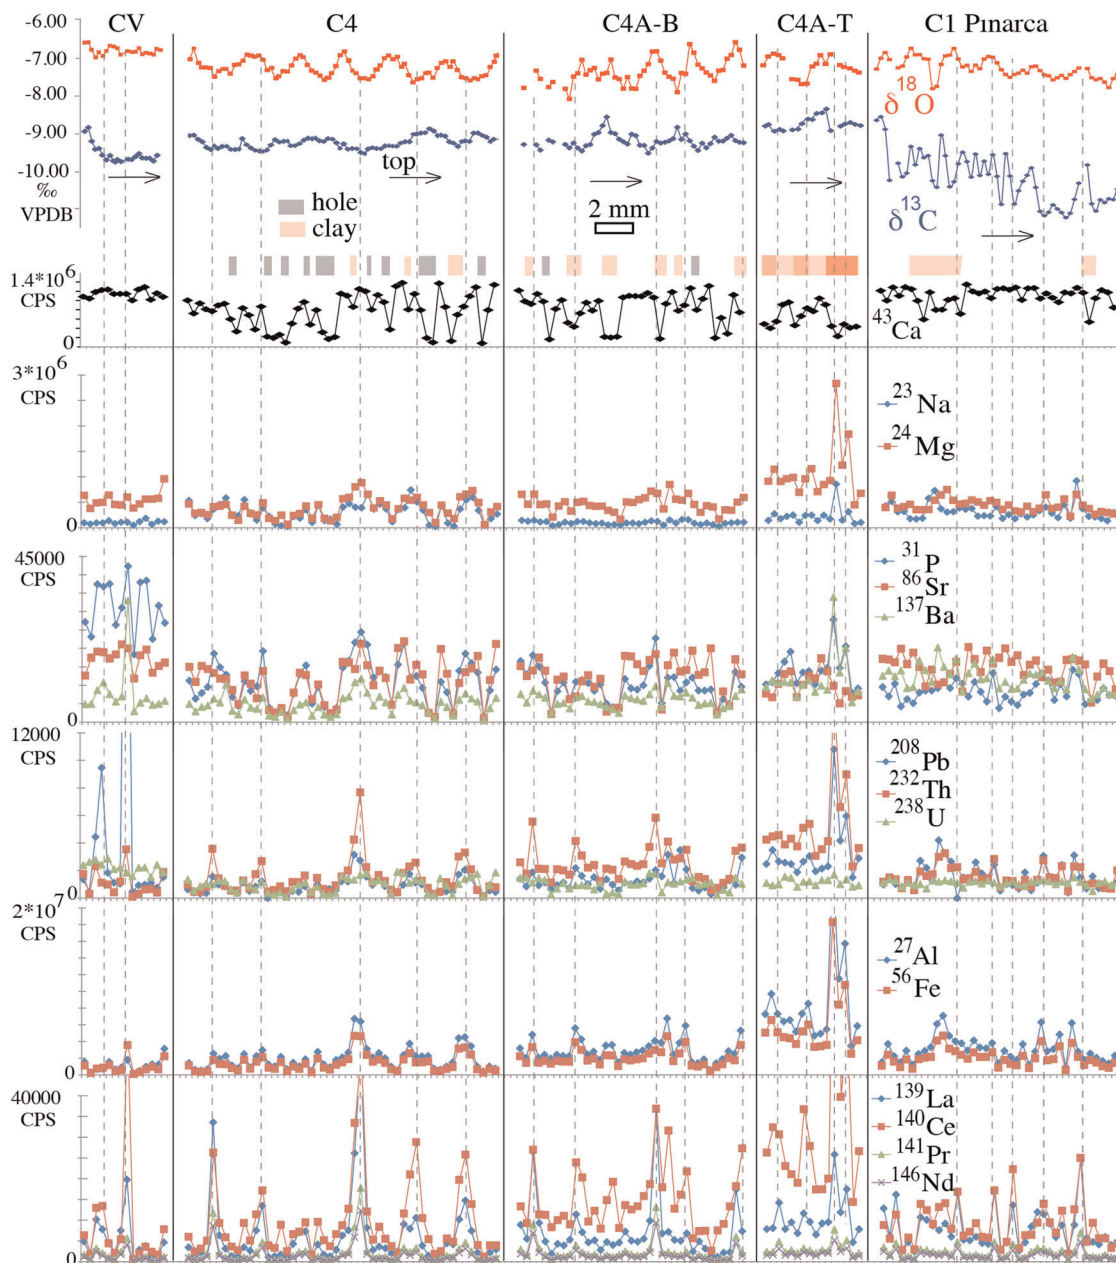 CV C4 C4A-B C4A-T C1 Pınarca
-6.00
-7.00
-8.00
-9.00
-10.00
‰
VPDB
δ18O
δ13C
top
hole
clay
2 mm
1.4*10^6
CPS
0
43Ca
3*10^6
CPS
0
23Na
24Mg
45000
CPS
0
31P
86Sr
137Ba
12000
CPS
0
208Pb
232Th
238U
2*10^7
CPS
0
27Al
56Fe
40000
CPS
0
139La
140Ce
141Pr
146Nd